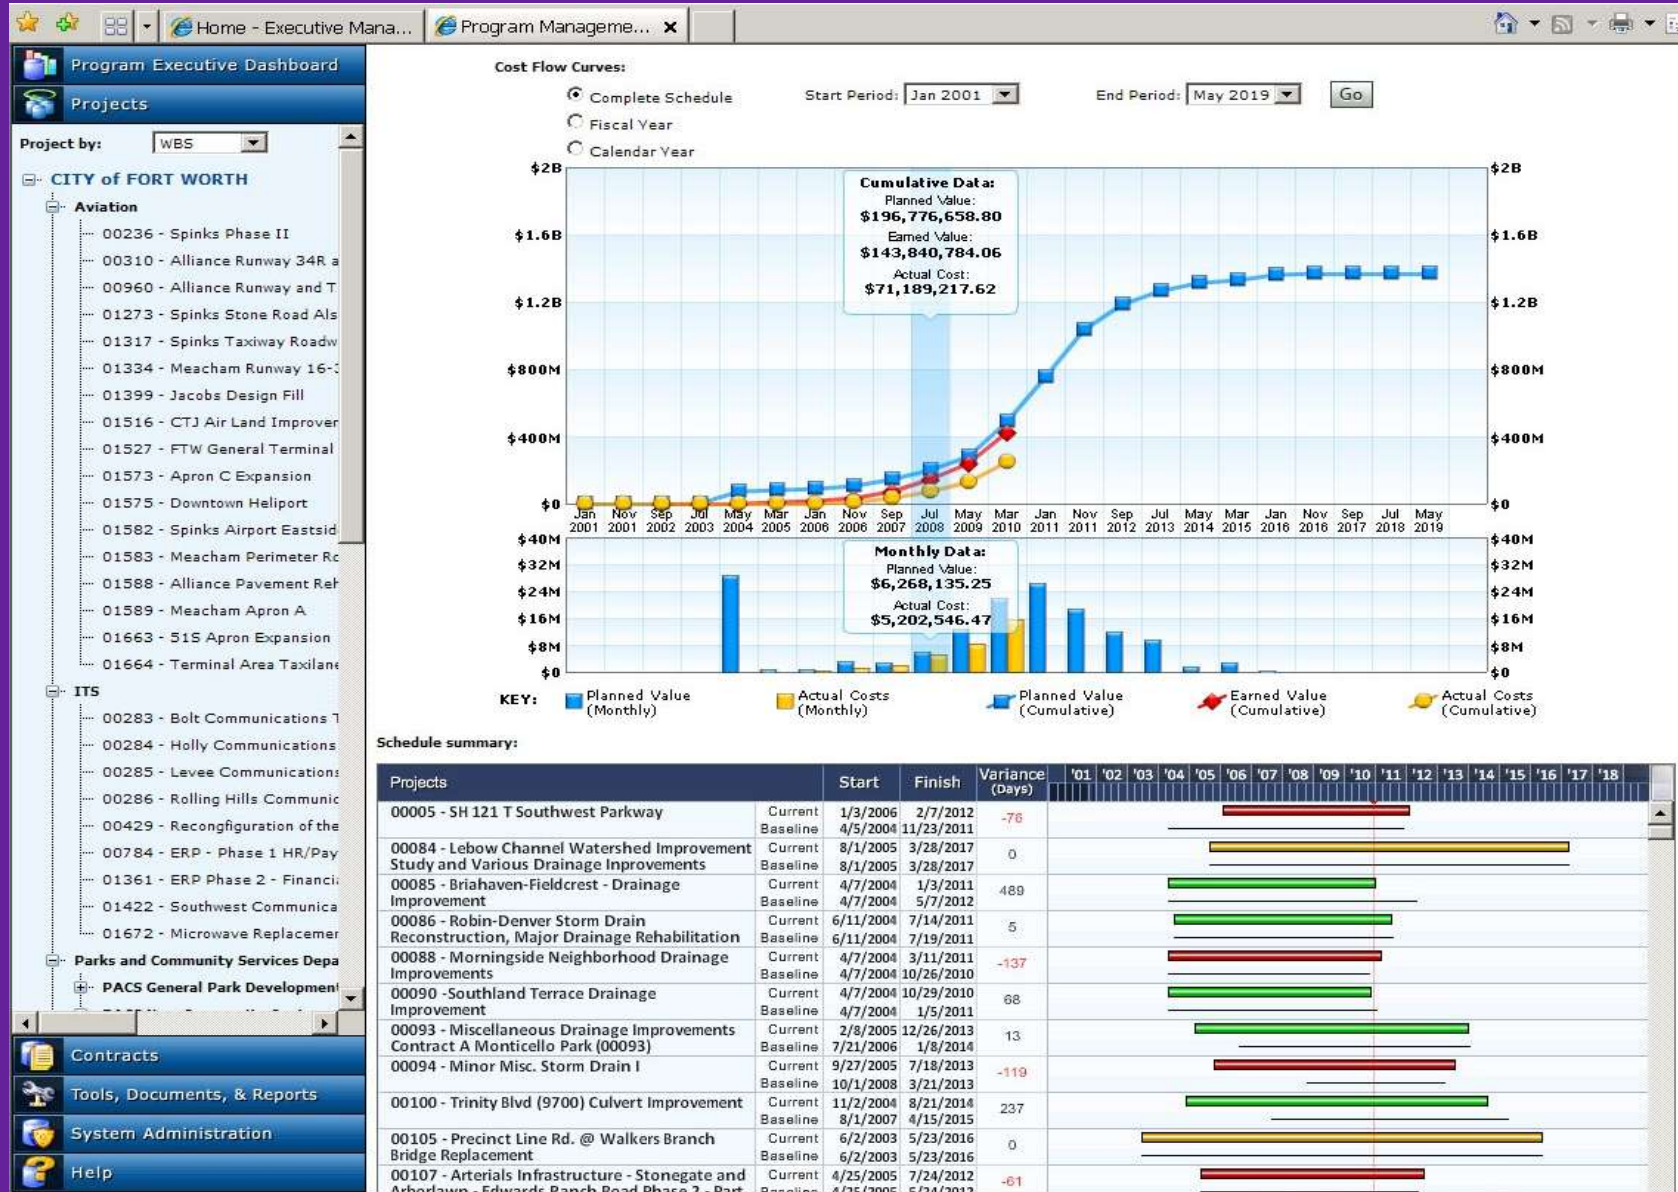 Home - Executive Mana...
Program Manageme...
Program Executive Dashboard
Projects
Project by: WBS
CITY of FORT WORTH
Aviation
00236 - Spinks Phase II
00310 - Alliance Runway 34R a
00960 - Alliance Runway and T
01273 - Spinks Stone Road Als
01317 - Spinks Taxiway Roadw
01334 - Meacham Runway 16-3
01399 - Jacobs Design Fill
01516 - CTJ Air Land Improver
01527 - FTW General Terminal
01573 - Apron C Expansion
01575 - Downtown Heliport
01582 - Spinks Airport Eastsid
01583 - Meacham Perimeter Ro
01588 - Alliance Pavement Reh
01589 - Meacham Apron A
01663 - 51S Apron Expansion
01664 - Terminal Area Taxilane
ITS
00283 - Bolt Communications T
00284 - Holly Communications
00285 - Levee Communications
00286 - Rolling Hills Communic
00429 - Recongfiguration of the
00784 - ERP - Phase 1 HR/Pay
01361 - ERP Phase 2 - Financia
01422 - Southwest Communica
01672 - Microwave Replacemen
Parks and Community Services Depa
PACS General Park Development
Contracts
Tools, Documents, & Reports
System Administration
Help
Cost Flow Curves:
Complete Schedule
Fiscal Year
Calendar Year
Start Period: Jan 2001
End Period: May 2019
Go
$2B $2B
$1.6B $1.6B
$1.2B $1.2B
$800M $800M
$400M $400M
$0 $0
Cumulative Data:
Planned Value:
$196,776,658.80
Earned Value:
$143,840,784.06
Actual Cost:
$71,189,217.62
Jan Nov Sep Jul May Mar Jan Nov Sep Jul May Mar Jan Nov Sep Jul May Mar Jan Nov Sep Jul May
2001 2001 2002 2003 2004 2005 2006 2006 2007 2008 2009 2010 2011 2011 2012 2013 2014 2015 2016 2016 2017 2018 2019
$40M $40M
$32M $32M
$24M $24M
$16M $16M
$8M $8M
$0 $0
Monthly Data:
Planned Value:
$6,268,135.25
Actual Cost:
$5,202,546.47
KEY:
Planned Value (Monthly)
Actual Costs (Monthly)
Planned Value (Cumulative)
Earned Value (Cumulative)
Actual Costs (Cumulative)
Schedule summary:
Projects Start Finish Variance (Days) '01 '02 '03 '04 '05 '06 '07 '08 '09 '10 '11 '12 '13 '14 '15 '16 '17 '18
00005 - SH 121 T Southwest Parkway Current 1/3/2006 2/7/2012 -76
Baseline 4/5/2004 11/23/2011
00084 - Lebow Channel Watershed Improvement Current 8/1/2005 3/28/2017 0
Study and Various Drainage Inprovements Baseline 8/1/2005 3/28/2017
00085 - Briahaven-Fieldcrest - Drainage Current 4/7/2004 1/3/2011 489
Improvement Baseline 4/7/2004 5/7/2012
00086 - Robin-Denver Storm Drain Current 6/11/2004 7/14/2011 5
Reconstruction, Major Drainage Rehabilitation Baseline 6/11/2004 7/19/2011
00088 - Morningside Neighborhood Drainage Current 4/7/2004 3/11/2011 -137
Improvements Baseline 4/7/2004 10/26/2010
00090 -Southland Terrace Drainage Current 4/7/2004 10/29/2010 68
Improvement Baseline 4/7/2004 1/5/2011
00093 - Miscellaneous Drainage Improvements Current 2/8/2005 12/26/2013 13
Contract A Monticello Park (00093) Baseline 7/21/2006 1/8/2014
00094 - Minor Misc. Storm Drain I Current 9/27/2005 7/18/2013 -119
Baseline 10/1/2008 3/21/2013
00100 - Trinity Blvd (9700) Culvert Improvement Current 11/2/2004 8/21/2014 237
Baseline 8/1/2007 4/15/2015
00105 - Precinct Line Rd. @ Walkers Branch Current 6/2/2003 5/23/2016 0
Bridge Replacement Baseline 6/2/2003 5/23/2016
00107 - Arterials Infrastructure - Stonegate and Current 4/25/2005 7/24/2012 -61